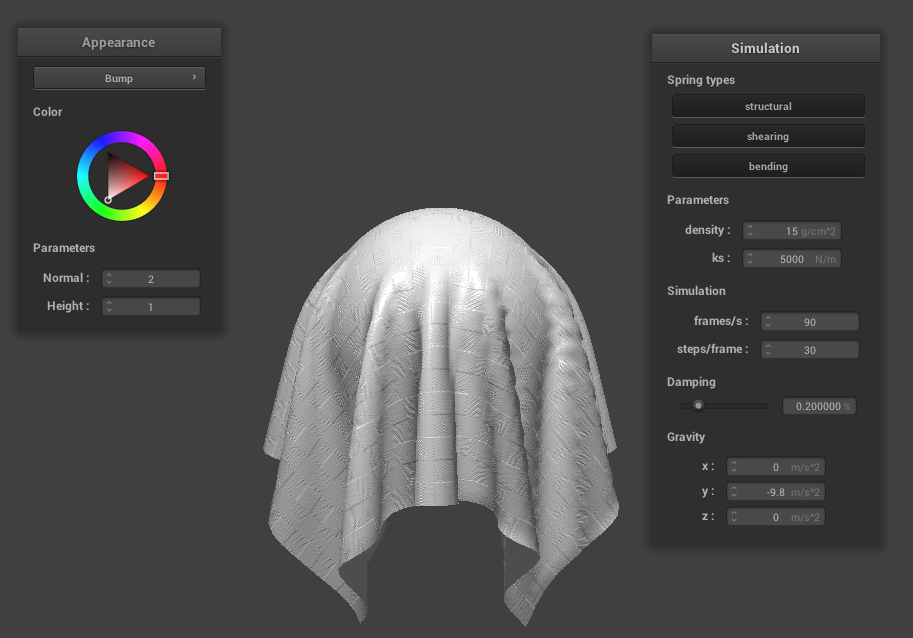 Appearance
Bump
Color
Parameters
Normal : 2
Height : 1
Simulation
Spring types
structural
shearing
bending
Parameters
density : 15 g/cm^2
ks : 5000 N/m
Simulation
frames/s : 90
steps/frame : 30
Damping
0.200000 %
Gravity
x : 0 m/s^2
y : -9.8 m/s^2
z : 0 m/s^2